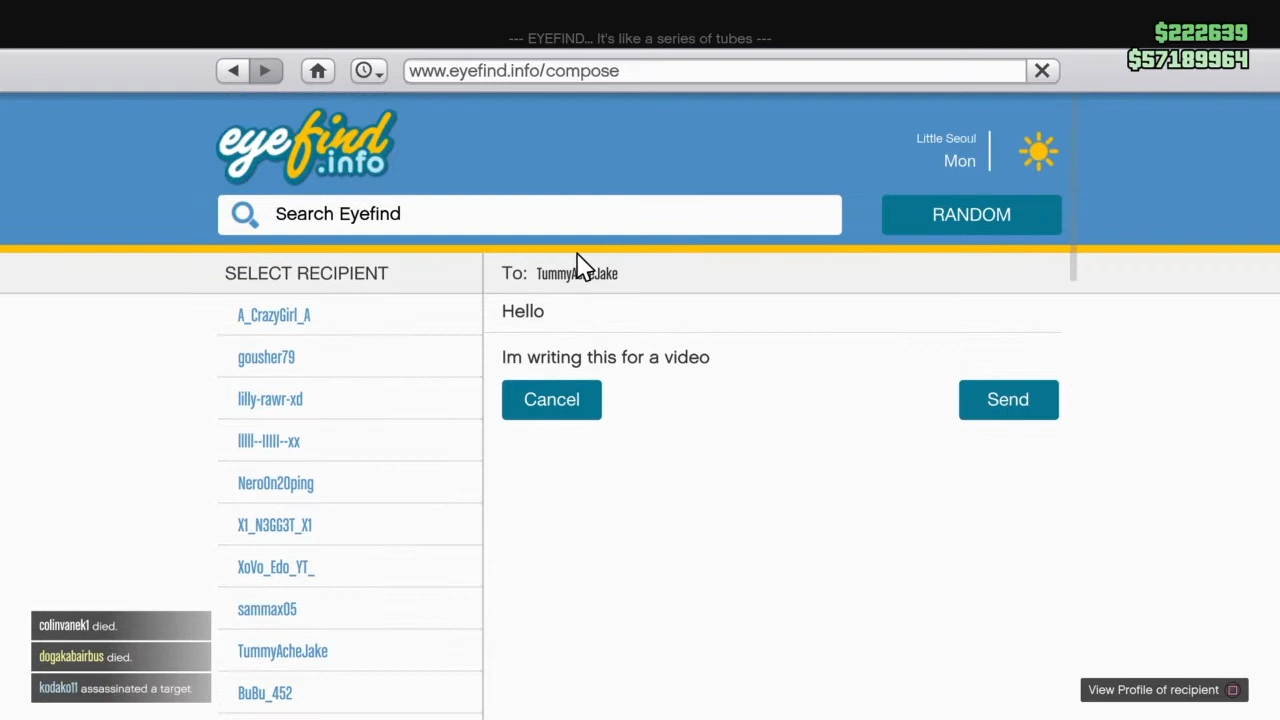 --- EYEFIND... It's like a series of tubes ---
$222639
$57189964
www.eyefind.info/compose
eyefind.info
Little Seoul
Mon
Search Eyefind
RANDOM
SELECT RECIPIENT
To: TummyAcheJake
A_CrazyGirl_A
Hello
gousher79
Im writing this for a video
lilly-rawr-xd
Cancel
Send
lllll--lllll--xx
Nero0n20ping
X1_N3GG3T_X1
XoVo_Edo_YT_
sammax05
TummyAcheJake
BuBu_452
colinvanek1 died.
dogakabairbus died.
kodako11 assassinated a target.
View Profile of recipient